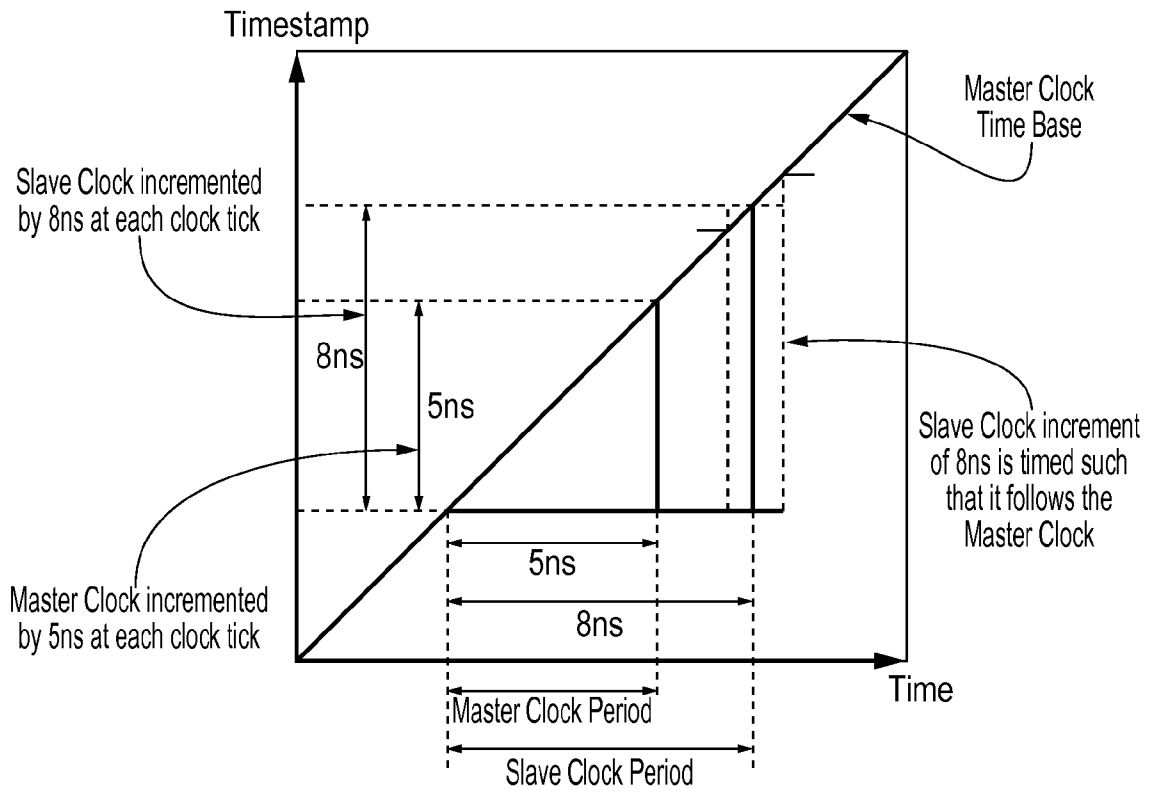 Timestamp
Master Clock
Time Base
Slave Clock incremented
by 8ns at each clock tick
8ns
5ns
Slave Clock increment
of 8ns is timed such
that it follows the
Master Clock
Master Clock incremented
by 5ns at each clock tick
5ns
8ns
Time
Master Clock Period
Slave Clock Period